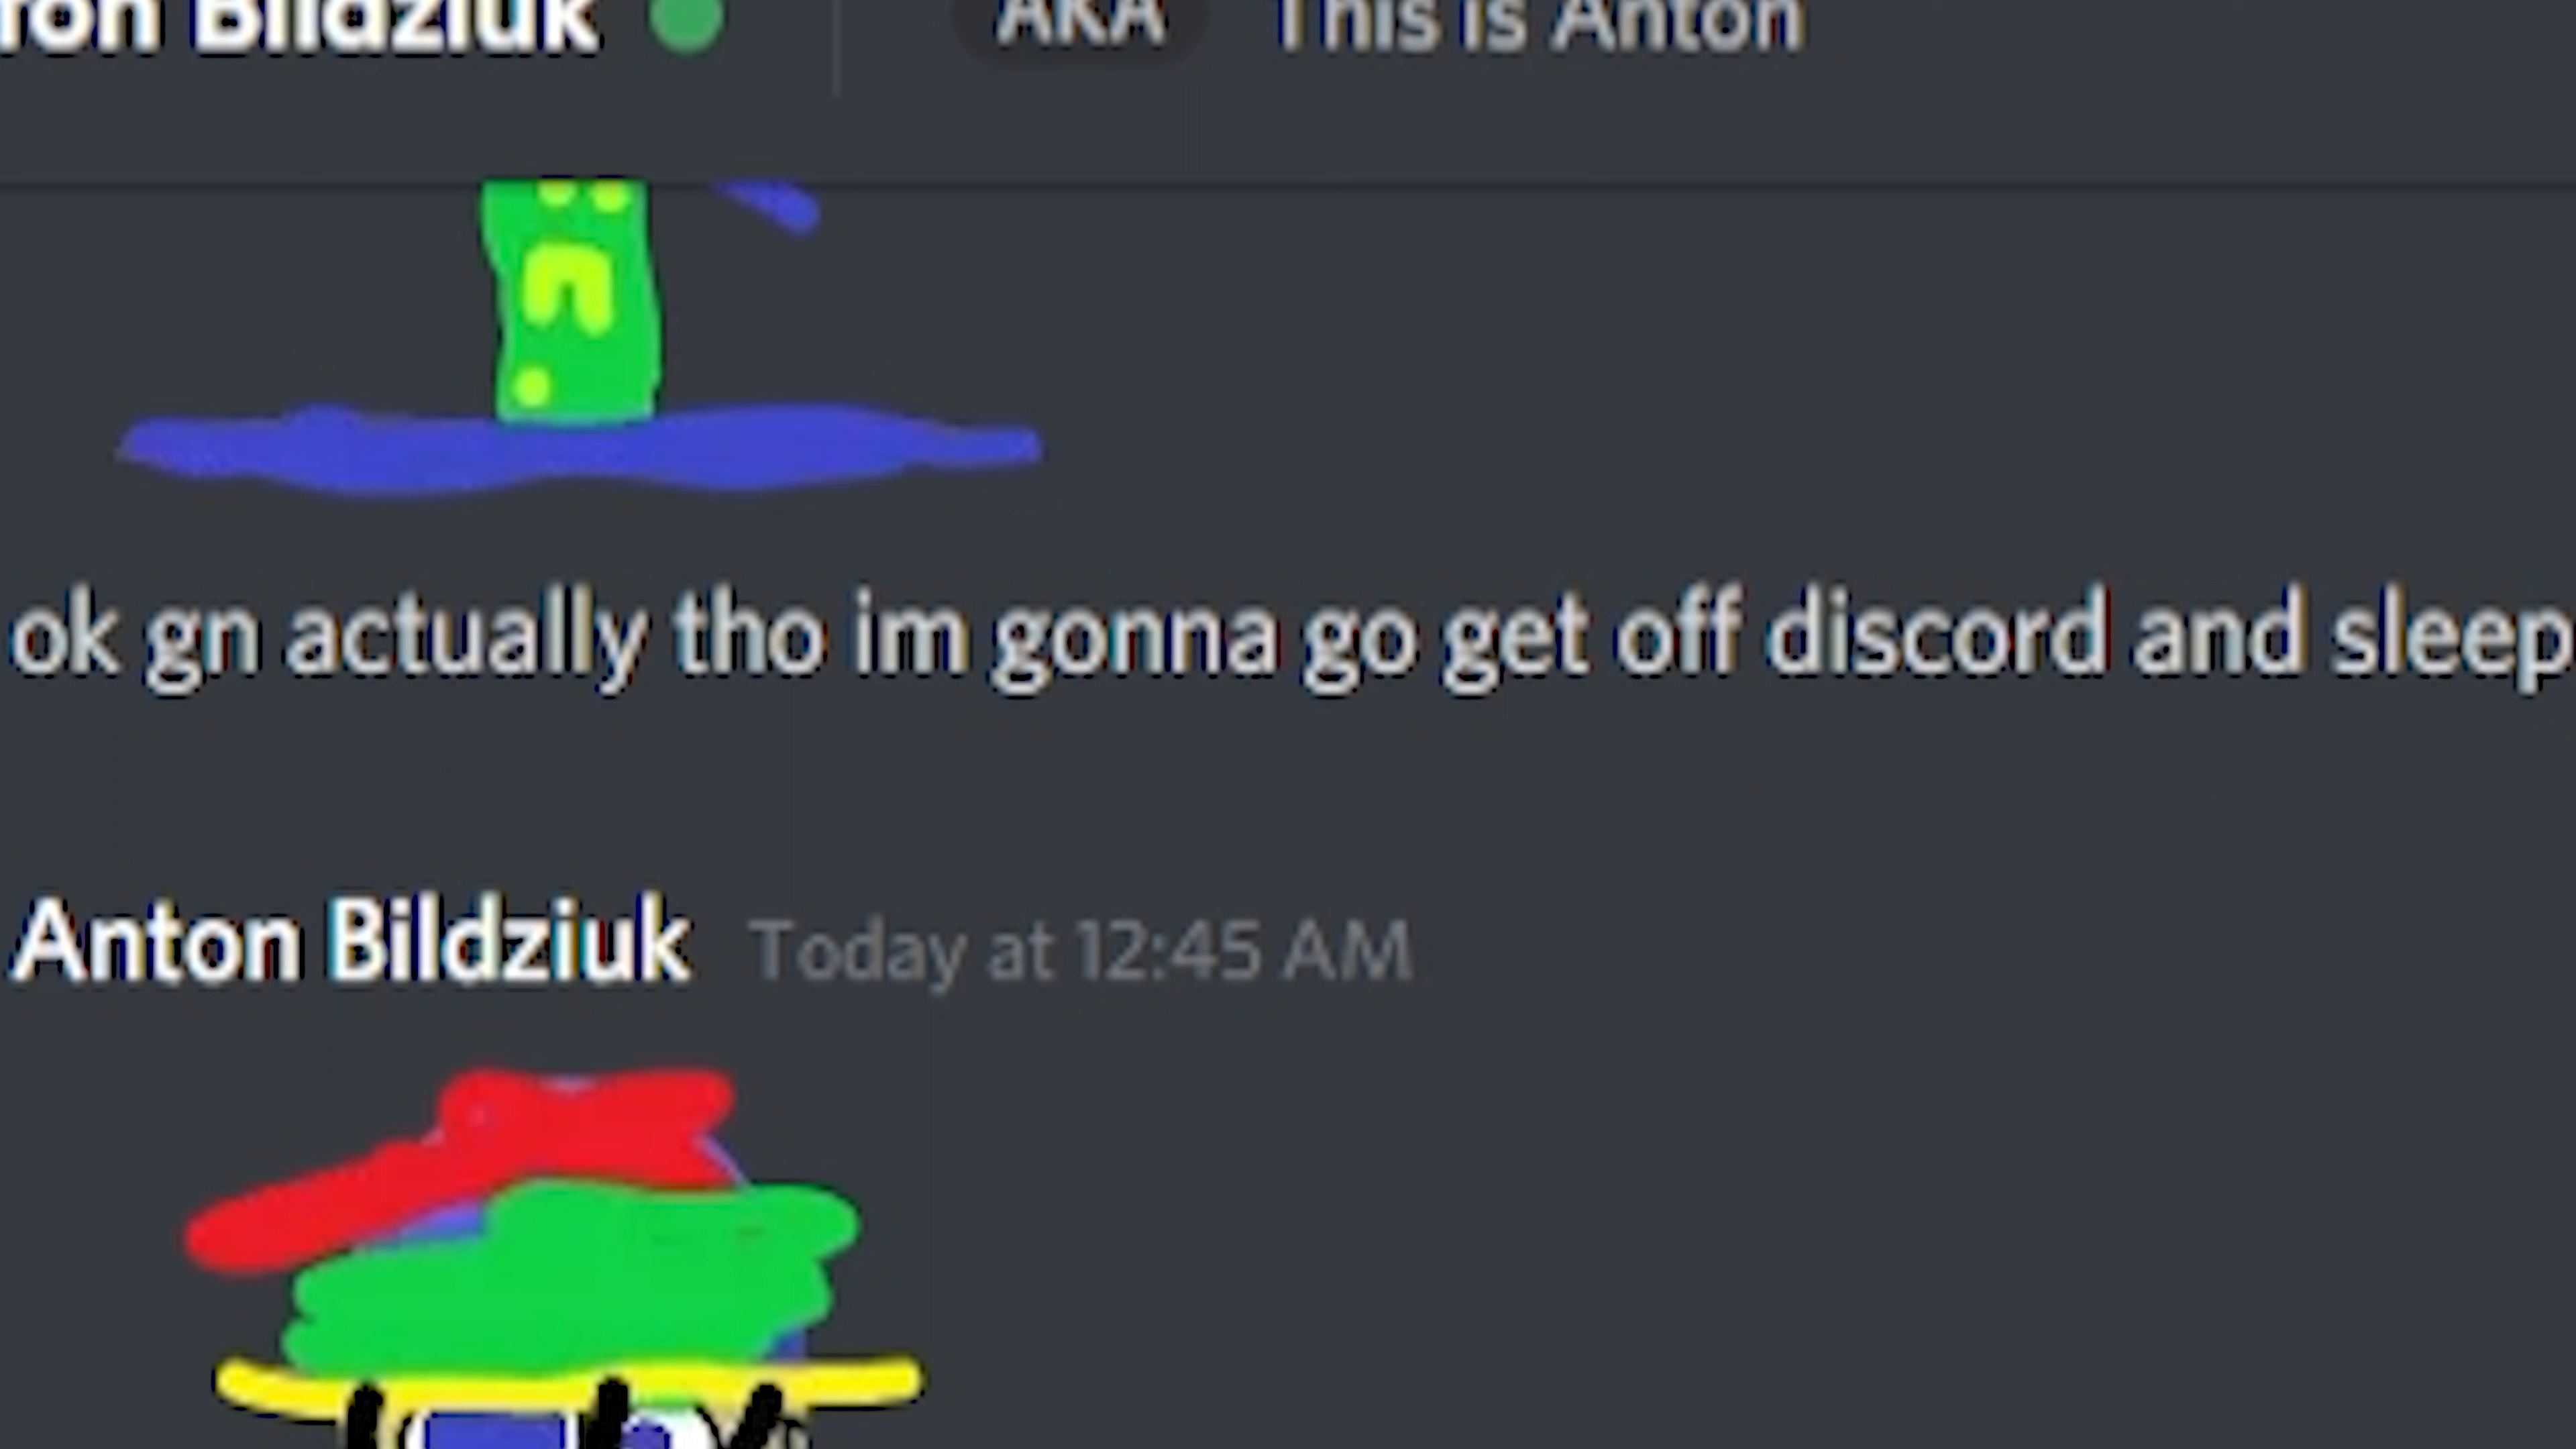 ron Bildziuk AKA This is Anton
ok gn actually tho im gonna go get off discord and sleep
Anton Bildziuk Today at 12:45 AM